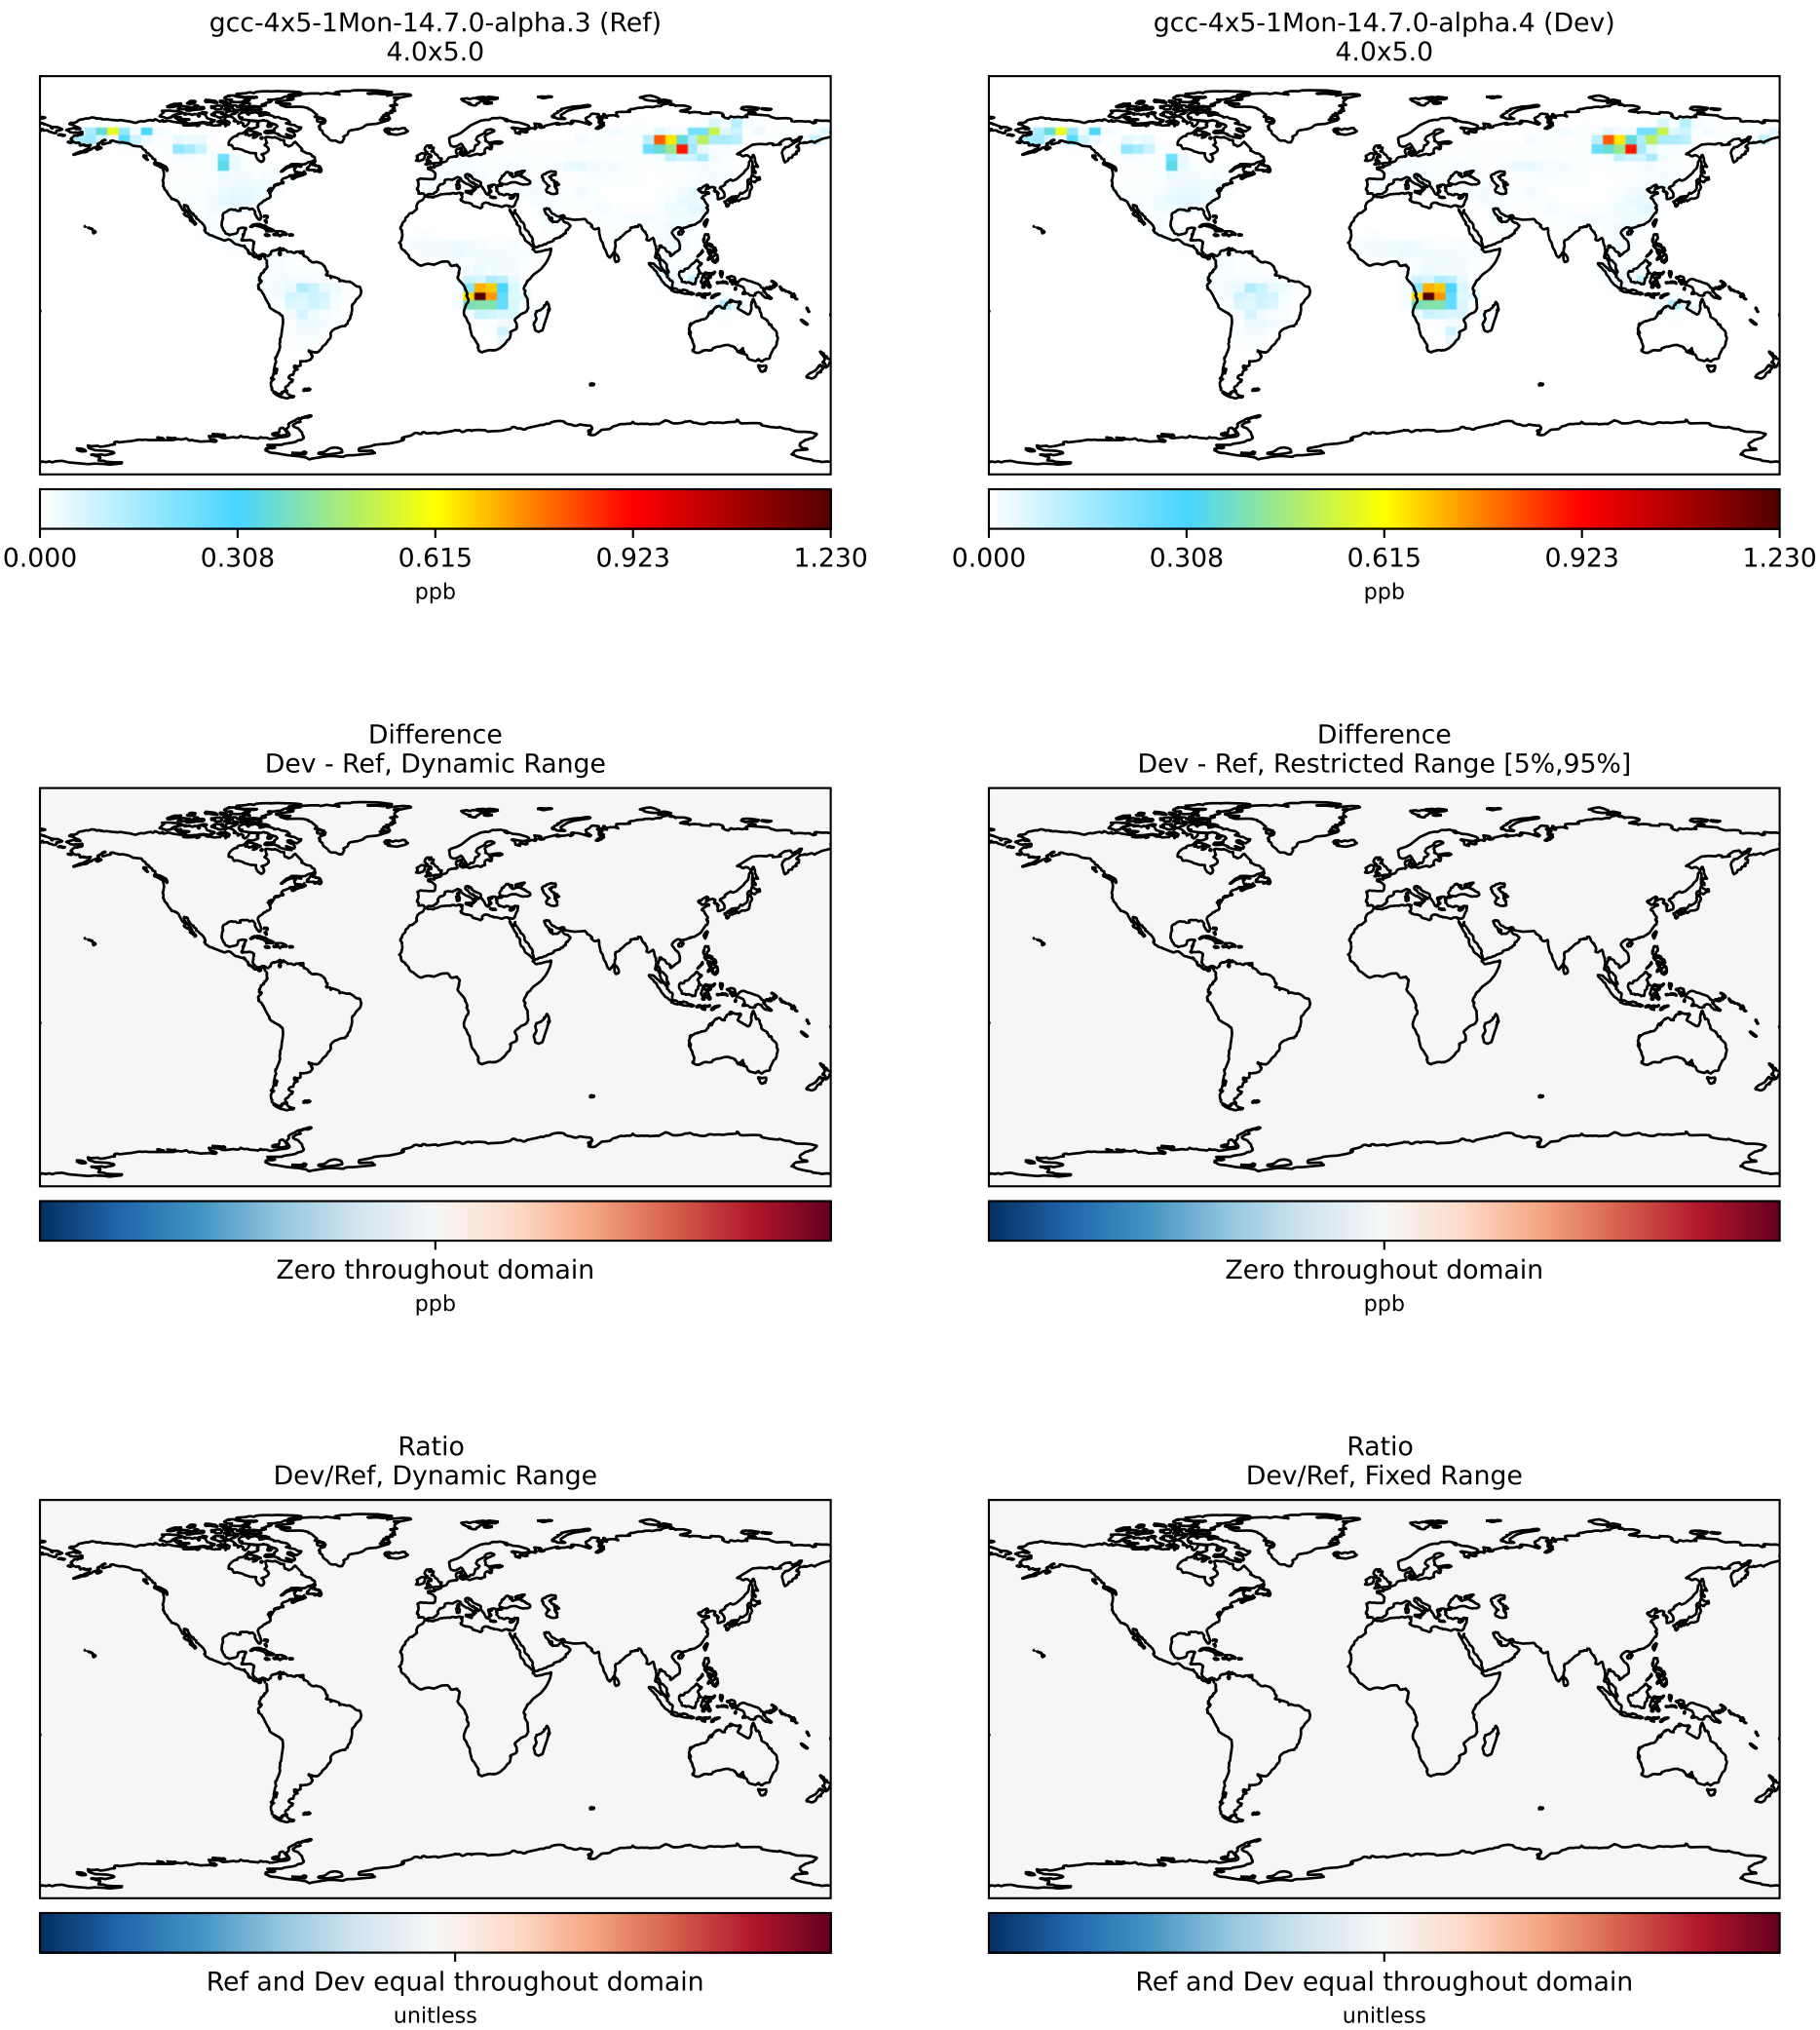 gcc-4x5-1Mon-14.7.0-alpha.3 (Ref)
4.0x5.0
gcc-4x5-1Mon-14.7.0-alpha.4 (Dev)
4.0x5.0
0.000 0.308 0.615 0.923 1.230
ppb
0.000 0.308 0.615 0.923 1.230
ppb
Difference
Dev - Ref, Dynamic Range
Difference
Dev - Ref, Restricted Range [5%,95%]
Zero throughout domain
ppb
Zero throughout domain
ppb
Ratio
Dev/Ref, Dynamic Range
Ratio
Dev/Ref, Fixed Range
Ref and Dev equal throughout domain
unitless
Ref and Dev equal throughout domain
unitless